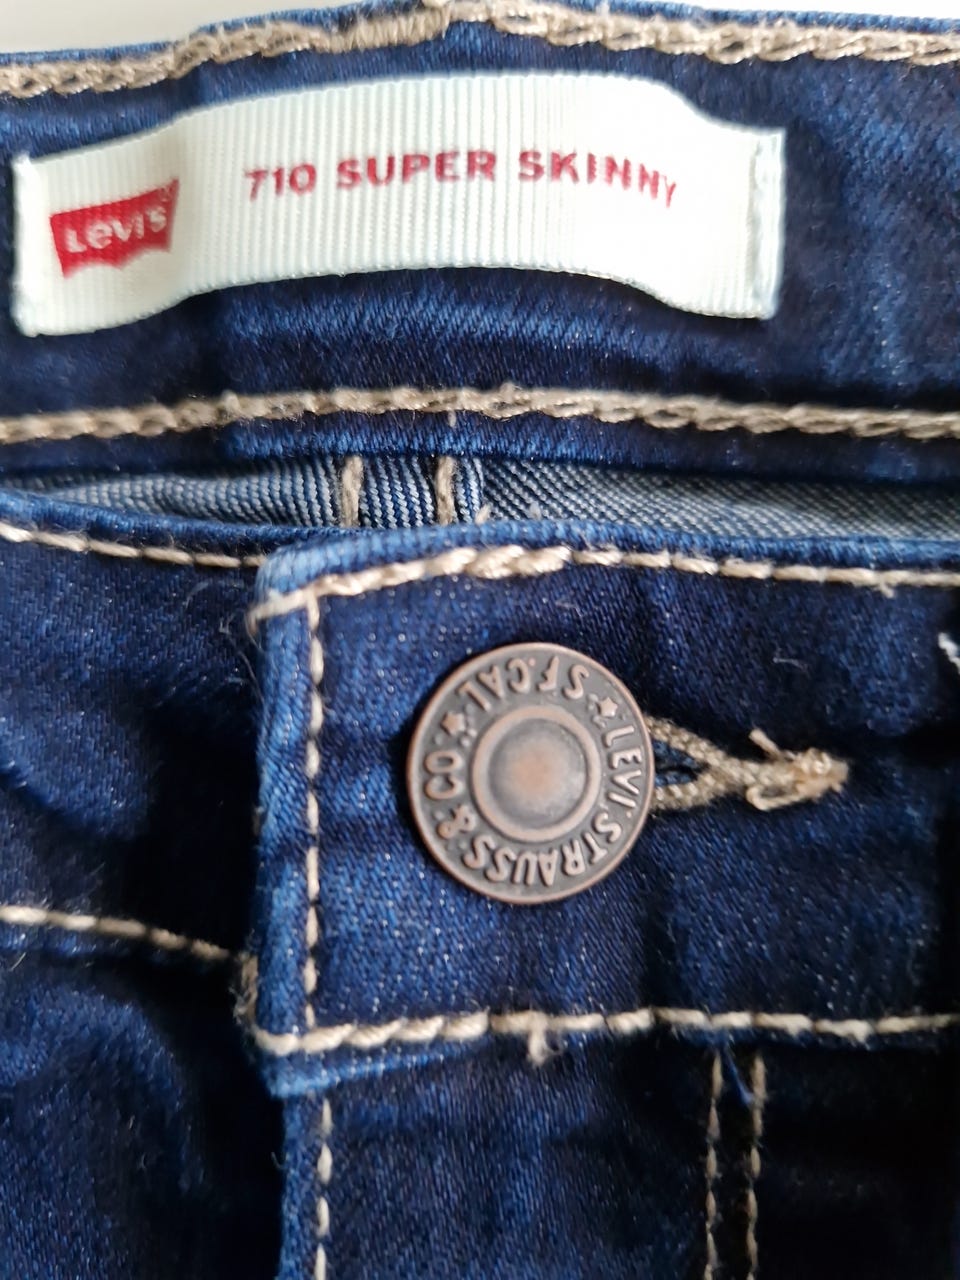 Levi's
710 SUPER SKINNY
LEVI STRAUSS & CO
S.F. CAL